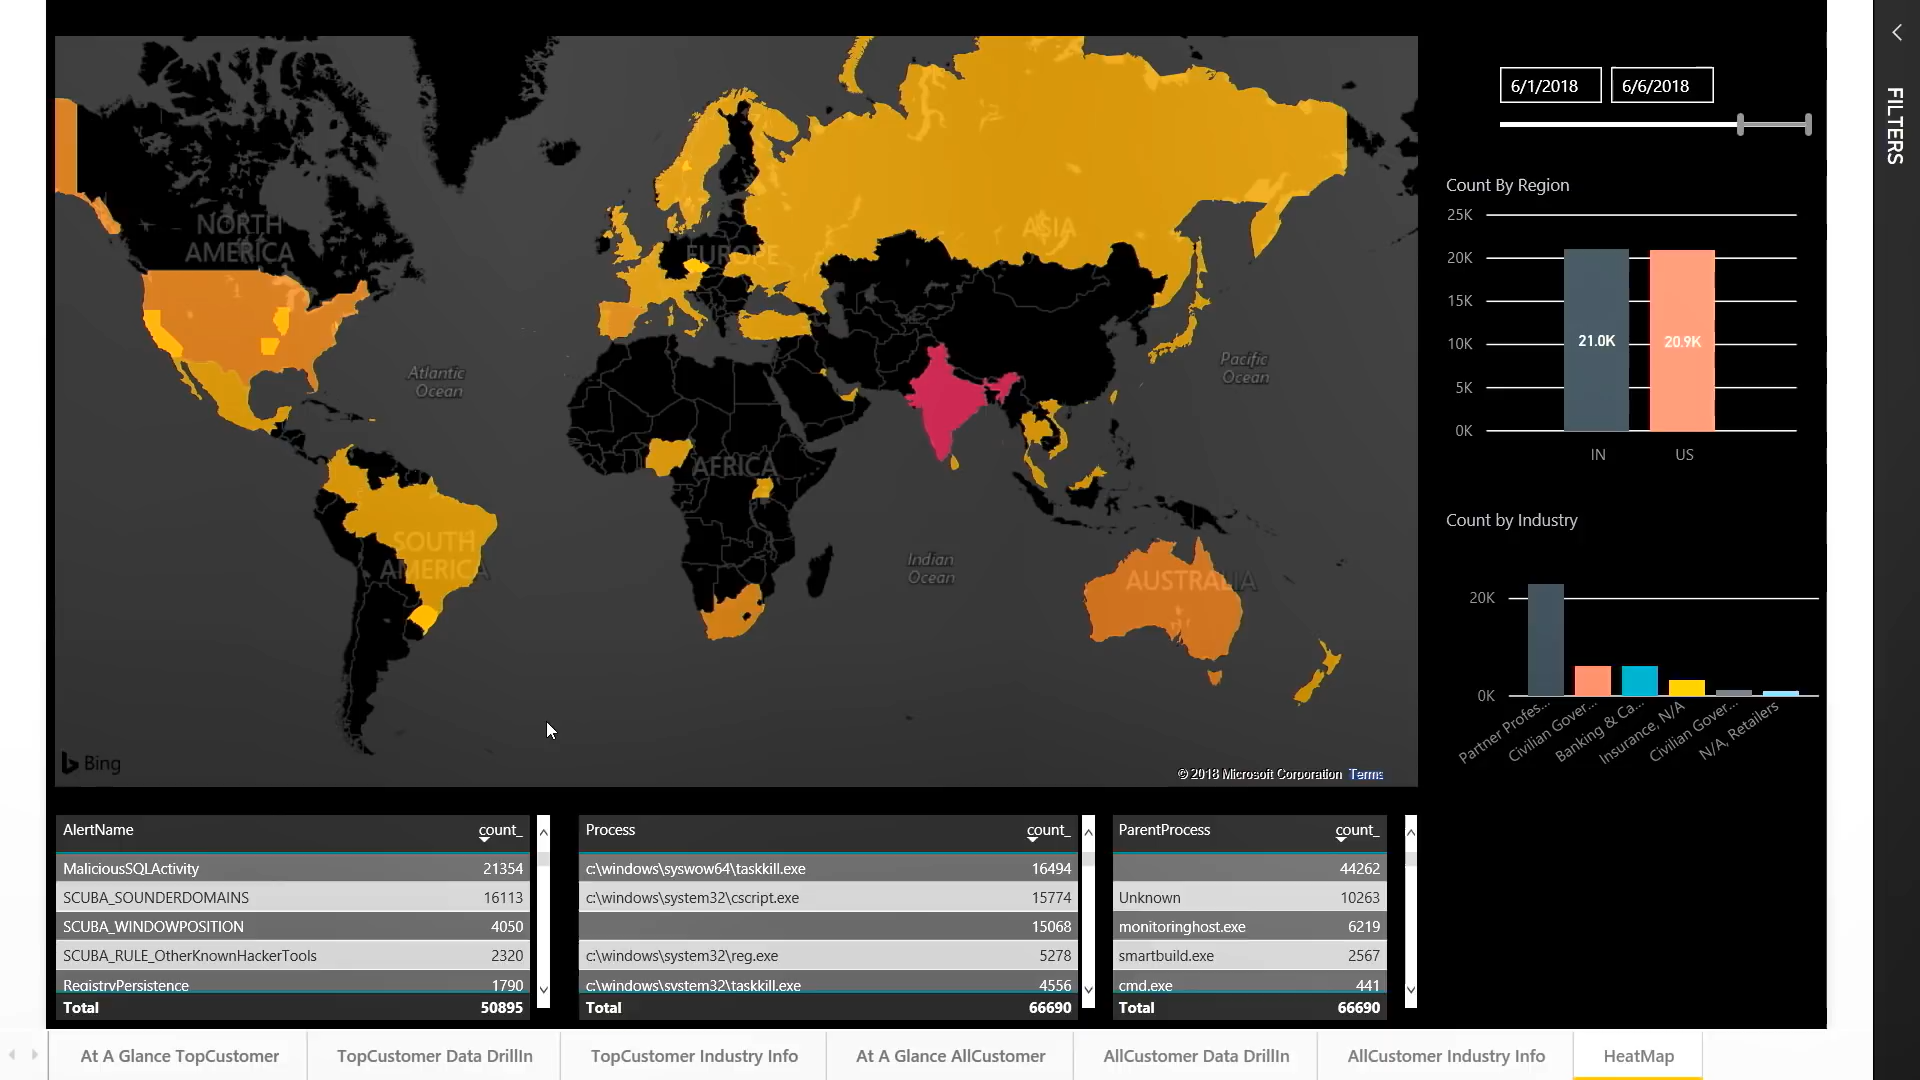 6/1/2018
6/6/2018
FILTERS
NORTH
AMERICA
EUROPE
ASIA
Atlantic
Ocean
Pacific
Ocean
AFRICA
SOUTH
AMERICA
Indian
Ocean
AUSTRALIA
Bing
© 2018 Microsoft Corporation Terms
Count By Region
25K
20K
15K
10K
5K
0K
21.0K
20.9K
IN
US
Count by Industry
20K
0K
Partner Profes...
Civilian Gover...
Banking & Ca...
Insurance, N/A
Civilian Gover...
N/A, Retailers
AlertName count_
MaliciousSQLActivity 21354
SCUBA_SOUNDERDOMAINS 16113
SCUBA_WINDOWPOSITION 4050
SCUBA_RULE_OtherKnownHackerTools 2320
RegistryPersistence 1790
Total 50895
Process count_
c:\windows\syswow64\taskkill.exe 16494
c:\windows\system32\cscript.exe 15774
15068
c:\windows\system32\reg.exe 5278
c:\windows\system32\taskkill.exe 4556
Total 66690
ParentProcess count_
44262
Unknown 10263
monitoringhost.exe 6219
smartbuild.exe 2567
cmd.exe 441
Total 66690
At A Glance TopCustomer
TopCustomer Data DrillIn
TopCustomer Industry Info
At A Glance AllCustomer
AllCustomer Data DrillIn
AllCustomer Industry Info
HeatMap